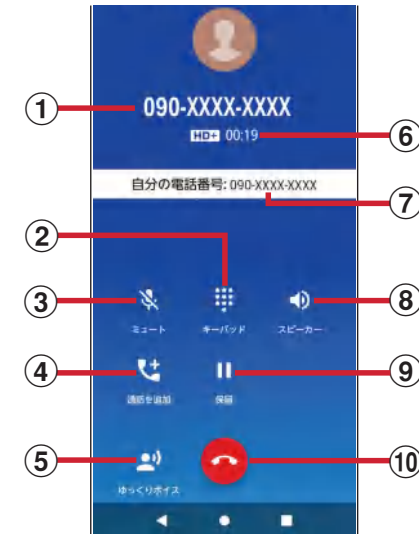 ① 090-XXXX-XXXX
HD+ 00:19 ⑥
自分の電話番号: 090-XXXX-XXXX
⑦
②
③ ⑧
ミュート キーパッド スピーカー
④ ⑨
通話を追加 保留
⑤ ⑩
ゆっくりボイス